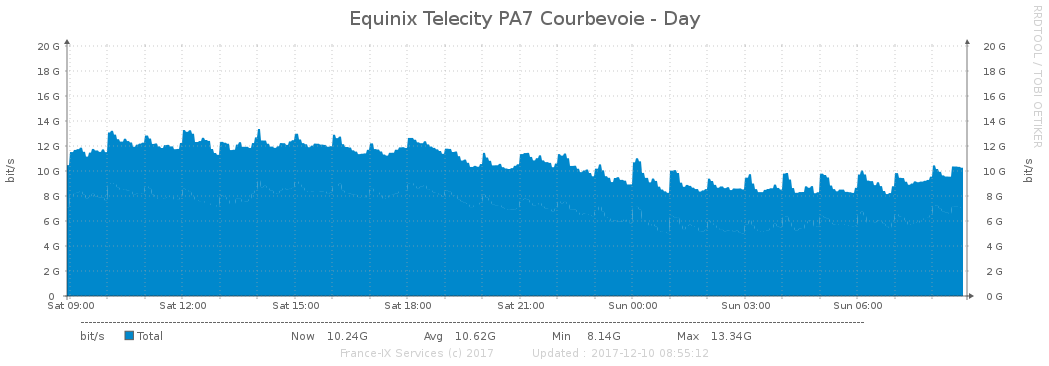 Equinix Telecity PA7 Courbevoie - Day
RRDTOOL / TOBI OETIKER
bit/s
bit/s
20 G
18 G
16 G
14 G
12 G
10 G
8 G
6 G
4 G
2 G
0
20 G
18 G
16 G
14 G
12 G
10 G
8 G
6 G
4 G
2 G
0 G
Sat 09:00 Sat 12:00 Sat 15:00 Sat 18:00 Sat 21:00 Sun 00:00 Sun 03:00 Sun 06:00
bit/s Total Now 10.24G Avg 10.62G Min 8.14G Max 13.34G
France-IX Services (c) 2017 Updated : 2017-12-10 08:55:12